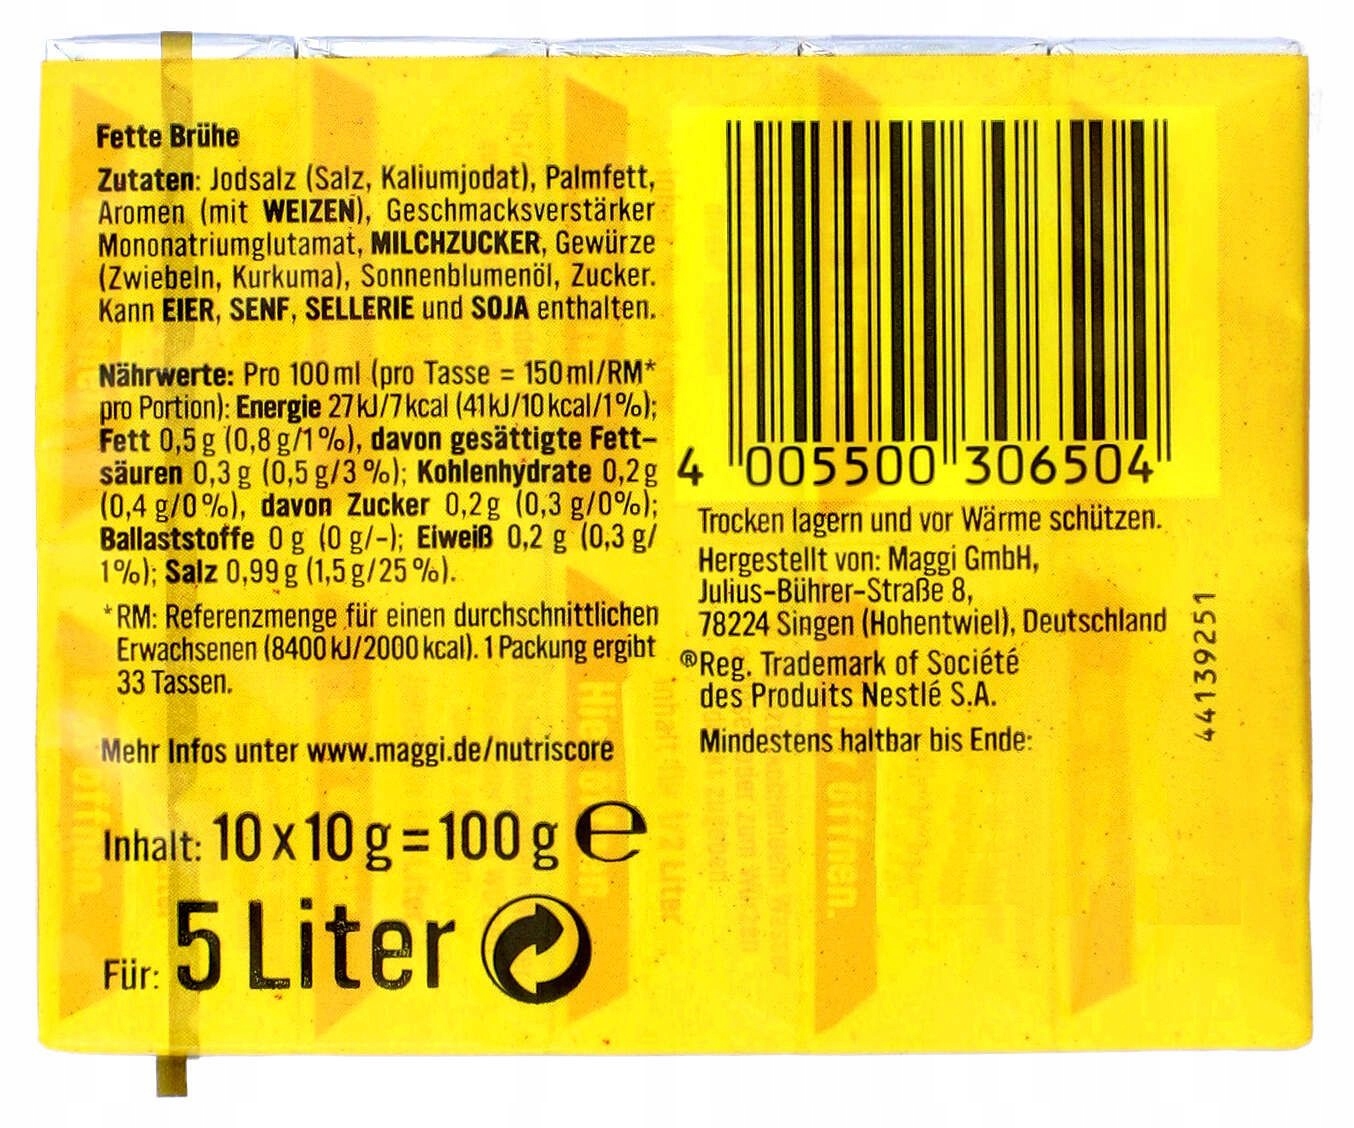 Fette Brühe
Zutaten: Jodsalz (Salz, Kaliumjodat), Palmfett,
Aromen (mit WEIZEN), Geschmacksverstärker
Mononatriumglutamat, MILCHZUCKER, Gewürze
(Zwiebeln, Kurkuma), Sonnenblumenöl, Zucker.
Kann EIER, SENF, SELLERIE und SOJA enthalten.
Nährwerte: Pro 100 ml (pro Tasse = 150 ml/RM*
pro Portion): Energie 27 kJ/7 kcal (41 kJ/10 kcal/1%);
Fett 0,5 g (0,8 g/1%), davon gesättigte Fett-
säuren 0,3 g (0,5 g/3 %); Kohlenhydrate 0,2 g
(0,4 g/0%), davon Zucker 0,2g (0,3 g/0%);
Ballaststoffe 0 g (0 g/-); Eiweiß 0,2 g (0,3 g/
1%); Salz 0,99 g (1,5 g/25 %).
*RM: Referenzmenge für einen durchschnittlichen
Erwachsenen (8400 kJ/2000 kcal). 1 Packung ergibt
33 Tassen.
Mehr Infos unter www.maggi.de/nutriscore
Inhalt: 10 x 10 g = 100 g ℮
Für: 5 Liter
4 005500 306504
Trocken lagern und vor Wärme schützen.
Hergestellt von: Maggi GmbH,
Julius-Bührer-Straße 8,
78224 Singen (Hohentwiel), Deutschland
®Reg. Trademark of Société
des Produits Nestlé S.A.
Mindestens haltbar bis Ende:
44139251